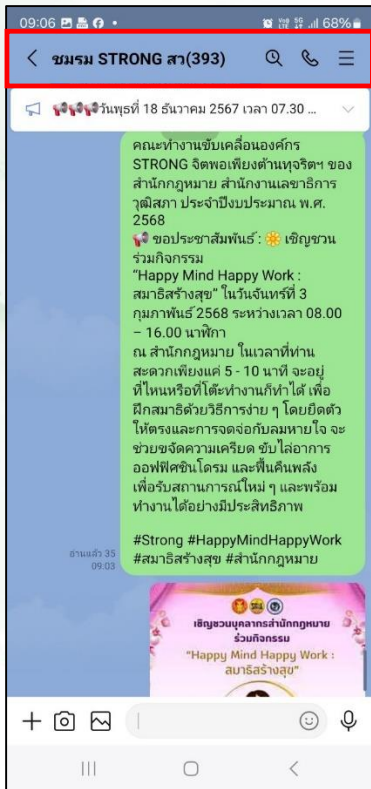 09:06
68%
ชมรม STRONG สว(393)
วันพุธที่ 18 ธันวาคม 2567 เวลา 07.30 ...
คณะทำงานขับเคลื่อนองค์กร
STRONG จิตพอเพียงต้านทุจริตฯ ของ
สำนักกฎหมาย สำนักงานเลขาธิการ
วุฒิสภา ประจำปีงบประมาณ พ.ศ.
2568
📢 ขอประชาสัมพันธ์ : 🌼 เชิญชวน
ร่วมกิจกรรม
“Happy Mind Happy Work :
สมาธิสร้างสุข” ในวันจันทร์ที่ 3
กุมภาพันธ์ 2568 ระหว่างเวลา 08.00
– 16.00 นาฬิกา
ณ สำนักกฎหมาย ในเวลาที่ท่าน
สะดวกเพียงแค่ 5 - 10 นาที จะอยู่
ที่ไหนหรือที่โต๊ะทำงานก็ทำได้ เพื่อ
ฝึกสมาธิด้วยวิธีการง่าย ๆ โดยยืดตัว
ให้ตรงและการจดจ่อกับลมหายใจ จะ
ช่วยขจัดความเครียด ขับไล่อาการ
ออฟฟิศซินโดรม และฟื้นคืนพลัง
เพื่อรับสถานการณ์ใหม่ ๆ และพร้อม
ทำงานได้อย่างมีประสิทธิภาพ
#Strong #HappyMindHappyWork
#สมาธิสร้างสุข #สำนักกฎหมาย
อ่านแล้ว 35
09:03
เชิญชวนบุคลากรสำนักกฎหมาย
ร่วมกิจกรรม
“Happy Mind Happy Work :
สมาธิสร้างสุข”